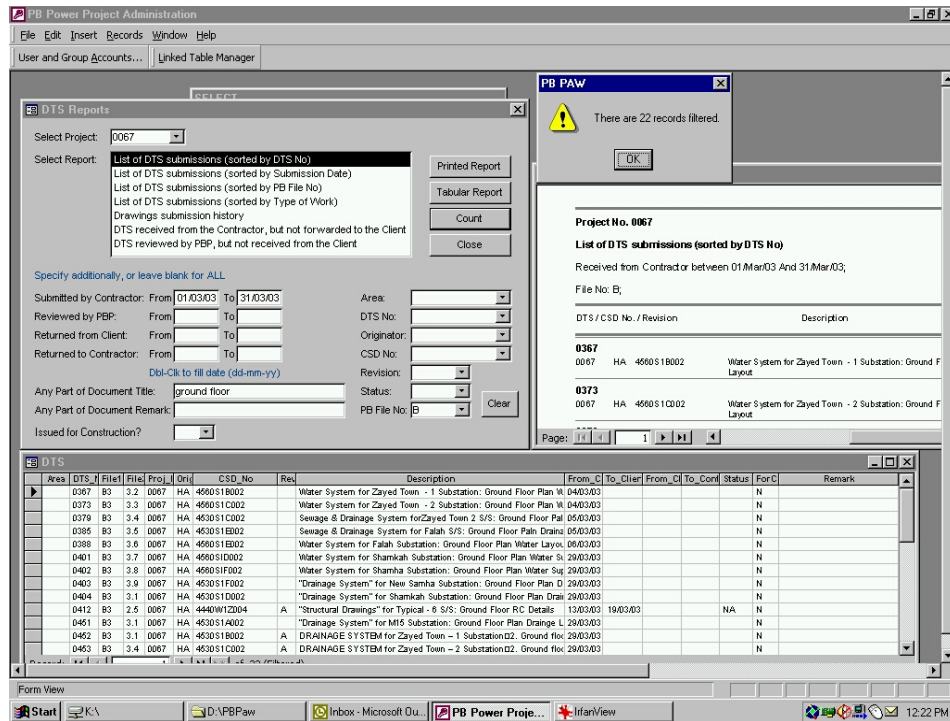 PB Power Project Administration
File Edit Insert Records Window Help
User and Group Accounts... Linked Table Manager
SELECT
DTS Reports
Select Project: 0067
Select Report:
List of DTS submissions (sorted by DTS No)
List of DTS submissions (sorted by Submission Date)
List of DTS submissions (sorted by PB File No)
List of DTS submissions (sorted by Type of Work)
Drawings submission history
DTS received from the Contractor, but not forwarded to the Client
DTS reviewed by PBP, but not received from the Client
Printed Report
Tabular Report
Count
Close
Specify additionally, or leave blank for ALL
Submitted by Contractor: From 01/03/03 To 31/03/03
Reviewed by PBP: From To
Returned from Client: From To
Returned to Contractor: From To
Dbl-Clk to fill date (dd-mm-yy)
Any Part of Document Title: ground floor
Any Part of Document Remark:
Issued for Construction?
Area:
DTS No:
Originator:
CSD No:
Revision:
Status:
PB File No: B
Clear
PB PAW
There are 22 records filtered.
OK
Project No. 0067
List of DTS submissions (sorted by DTS No)
Received from Contractor between 01/Mar/03 And 31/Mar/03;
File No: B;
DTS / CSD No. / Revision Description
0367
0067 HA 4560S1B002 Water System for Zayed Town - 1 Substation: Ground F
Layout
0373
0067 HA 4560S1C002 Water System for Zayed Town - 2 Substation: Ground F
Layout
Page: 1
DTS
Area DTS_N File1 File2 Proj_ Orig CSD_No Rev Description From_C To_Clier From_Cl To_Cont Status For C Remark
0367 B3 3.2 0067 HA 4560S1B002 Water System for Zayed Town - 1 Substation: Ground Floor Plan W 04/03/03 N
0373 B3 3.3 0067 HA 4560S1C002 Water System for Zayed Town - 2 Substation: Ground Floor Plan W 04/03/03 N
0379 B3 3.4 0067 HA 4530S1C002 Sewage & Drainage System forZayed Town 2 S/S: Ground Floor Pal 05/03/03 N
0385 B3 3.5 0067 HA 4530S1E002 Sewage & Drainage System for Falah S/S: Ground Floor Paln Draina 05/03/03 N
0388 B3 3.6 0067 HA 4560S1E002 Water System for Falah Substation: Ground Floor Plan Water Layou 06/03/03 N
0401 B3 3.7 0067 HA 4560SID002 Water System for Shamkah Substation: Ground Floor Plan Water Su 29/03/03 N
0402 B3 3.8 0067 HA 4560SIF002 Water System for Shamha Substation: Ground Floor Plan Water Sup 29/03/03 N
0403 B3 3.9 0067 HA 4530S1F002 "Drainage System" for New Samha Substation: Ground Floor Plan D 29/03/03 N
0404 B3 3.1 0067 HA 4530S1D002 "Drainage System" for Shamkah Substation: Ground Floor Plan Drain 29/03/03 N
0412 B3 2.5 0067 HA 4440W1Z004 A "Structural Drawings" for Typical - 6 S/S: Ground Floor RC Details 13/03/03 19/03/03 NA N
0451 B3 3.1 0067 HA 4530S1A002 "Drainage System" for M15 Substation: Ground Floor Plan Drainge L 29/03/03 N
0452 B3 3.1 0067 HA 4530S1B002 A DRAINAGE SYSTEM for Zayed Town – 1 Substation□2. Ground floo 29/03/03 N
0453 B3 3.4 0067 HA 4530S1C002 A DRAINAGE SYSTEM for Zayed Town – 2 Substation□2. Ground floo 29/03/03 N
Form View
Start K:\ D:\PBPaw Inbox - Microsoft Ou... PB Power Proje... IrfanView 12:22 PM